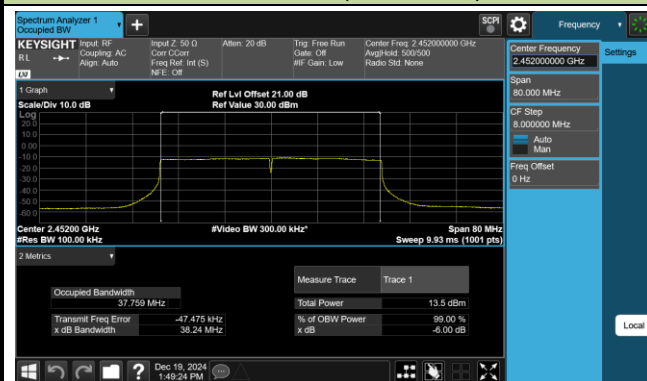 Spectrum Analyzer 1
Occupied BW
SCPI
Frequency
KEYSIGHT
RL
LXI
Input: RF
Coupling: AC
Align: Auto
Input Z: 50 Ω
Corr CCorr
Freq Ref: Int (S)
NFE: Off
Atten: 20 dB
Trig: Free Run
Gate: Off
#IF Gain: Low
Center Freq: 2.452000000 GHz
Avg|Hold: 500/500
Radio Std: None
Center Frequency
2.452000000 GHz
Settings
Span
80.000 MHz
CF Step
8.000000 MHz
Auto
Man
Freq Offset
0 Hz
1 Graph
Scale/Div 10.0 dB
Ref Lvl Offset 21.00 dB
Ref Value 30.00 dBm
Log
20.0
10.0
0.00
-10.0
-20.0
-30.0
-40.0
-50.0
-60.0
Center 2.45200 GHz
#Res BW 100.00 kHz
#Video BW 300.00 kHz*
Span 80 MHz
Sweep 9.93 ms (1001 pts)
2 Metrics
Measure Trace
Trace 1
Occupied Bandwidth
37.759 MHz
Total Power
13.5 dBm
Transmit Freq Error
-47.475 kHz
% of OBW Power
99.00 %
x dB Bandwidth
38.24 MHz
x dB
-6.00 dB
Local
?
Dec 19, 2024
1:49:24 PM